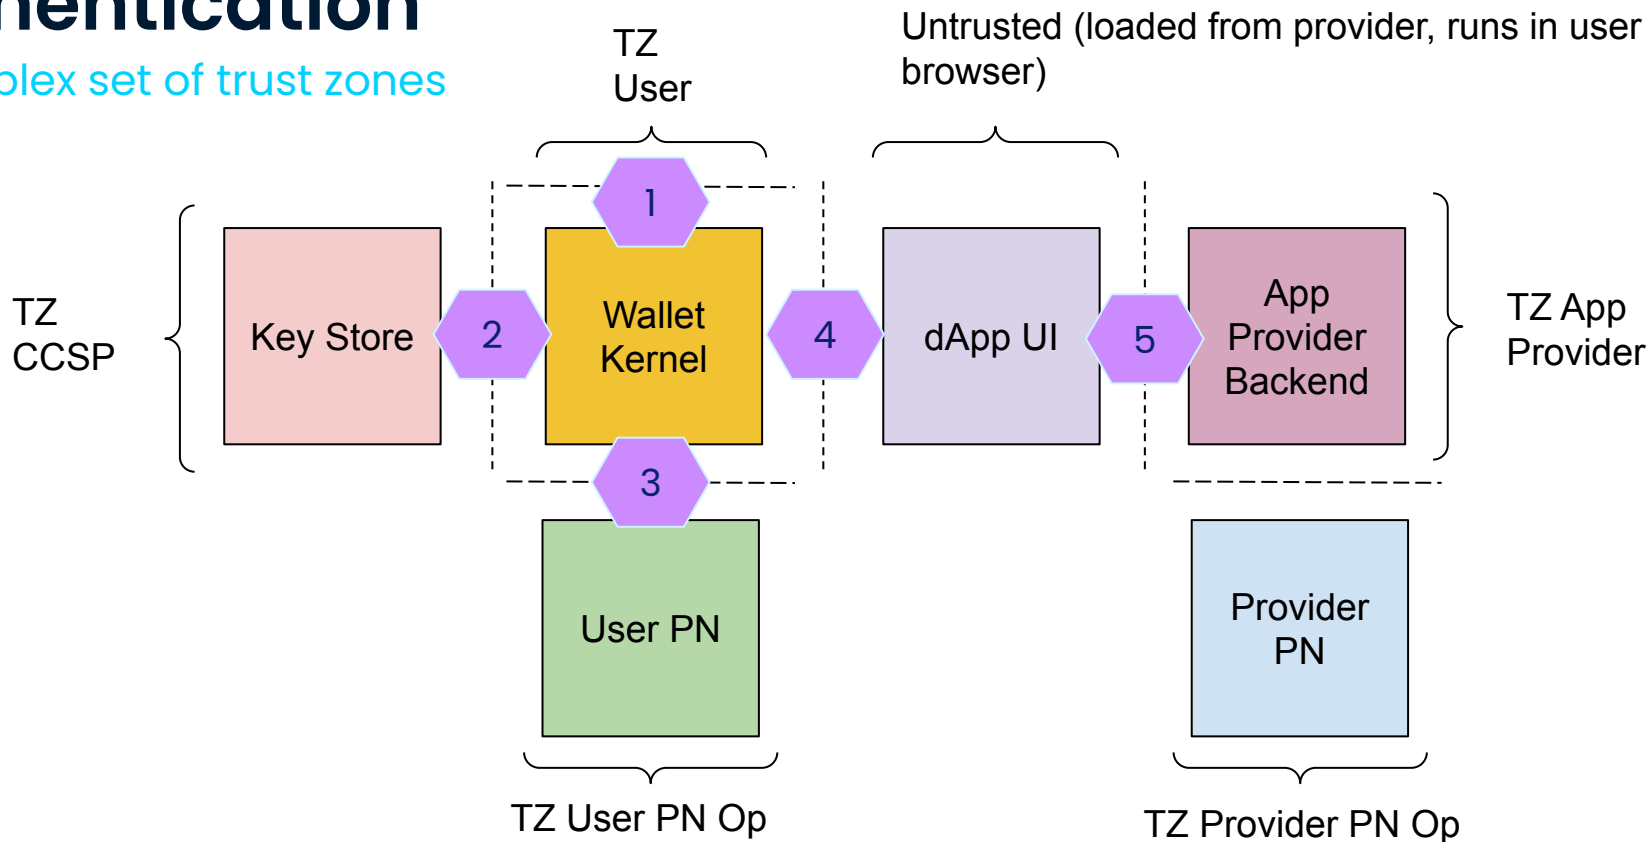 plex set of trust zones
TZ
User
Untrusted (loaded from provider, runs in user
browser)
1
TZ
CCSP
Key Store
2
Wallet
Kernel
4
dApp UI
5
App
Provider
Backend
TZ App
Provider
3
User PN
Provider
PN
TZ User PN Op
TZ Provider PN Op